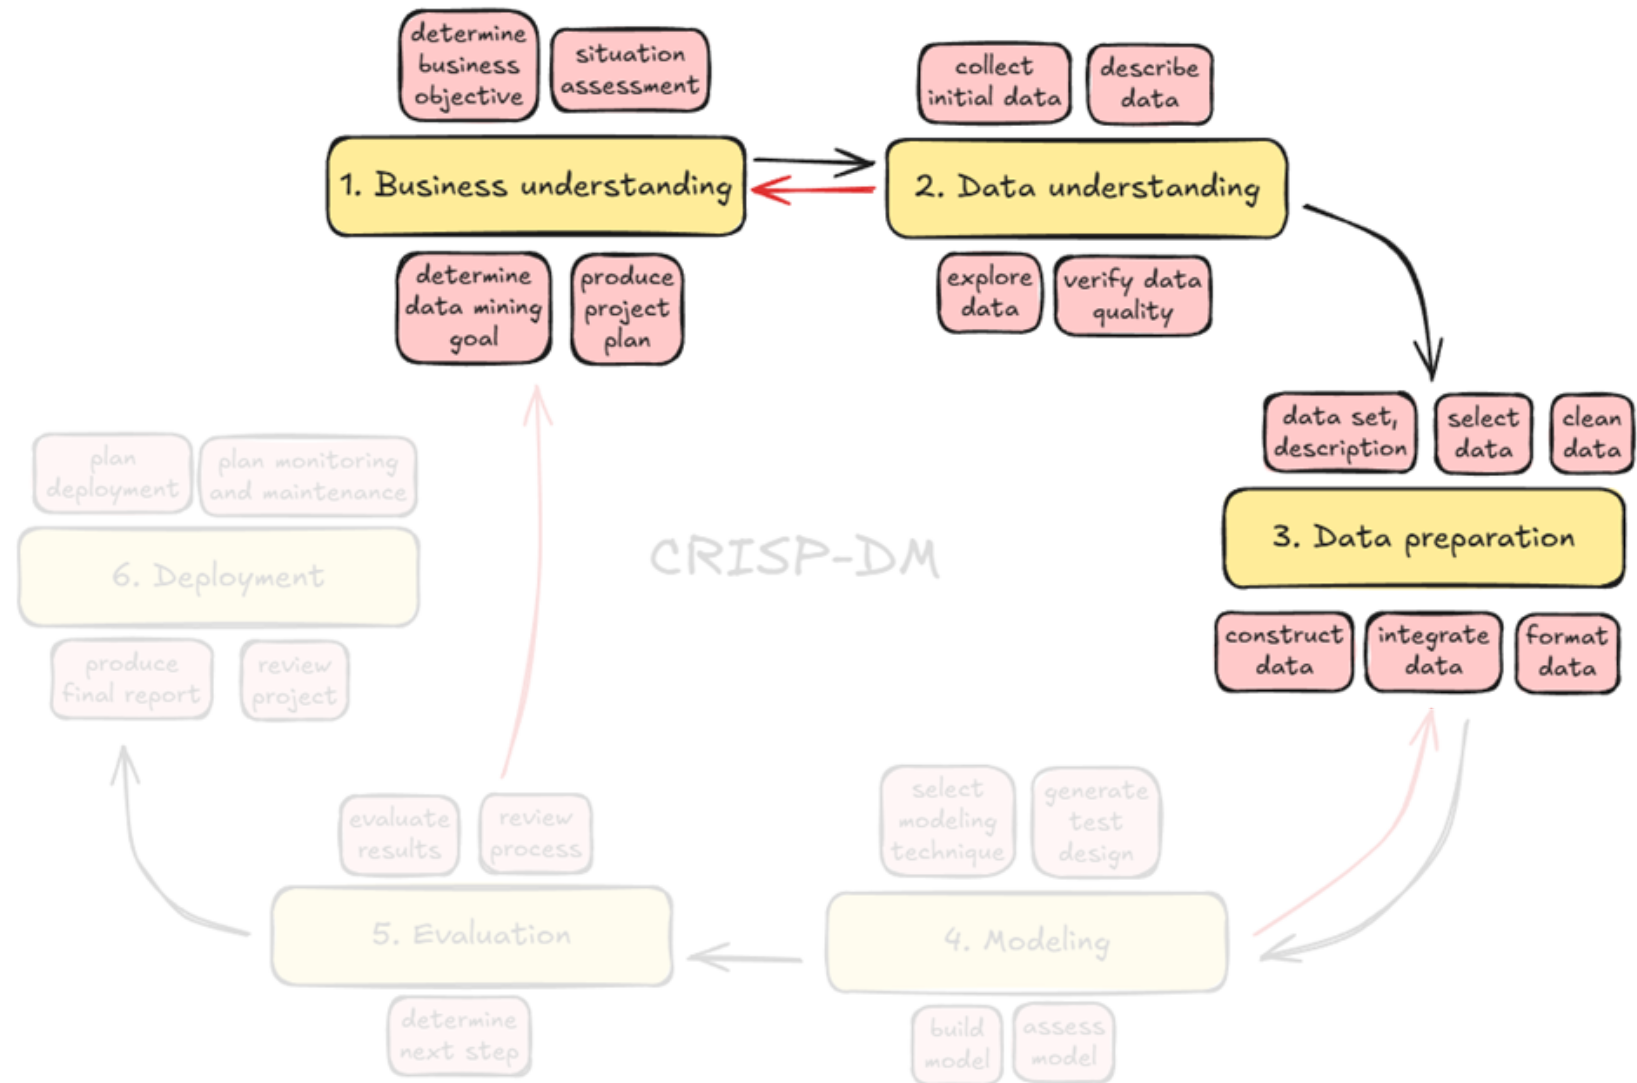 determine
business
objective
situation
assessment
1. Business understanding
determine
data mining
goal
produce
project
plan
collect
initial data
describe
data
2. Data understanding
explore
data
verify data
quality
data set,
description
select
data
clean
data
3. Data preparation
construct
data
integrate
data
format
data
CRISP-DM
select
modeling
technique
generate
test
design
4. Modeling
build
model
assess
model
evaluate
results
review
process
5. Evaluation
determine
next step
plan
deployment
plan monitoring
and maintenance
6. Deployment
produce
final report
review
project